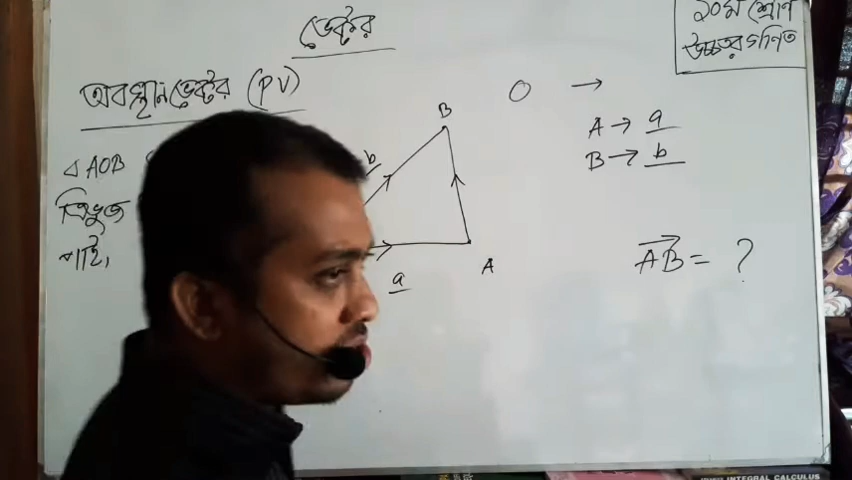 ভেক্টর
১০ম শ্রেণি
উচ্চতর গণিত
অবস্থান ভেক্টর (PV)
O →
B
A → a
b
B → b
AOB
ত্রিভুজ
পাই,
AB = ?
A
a
INTEGRAL CALCULUS